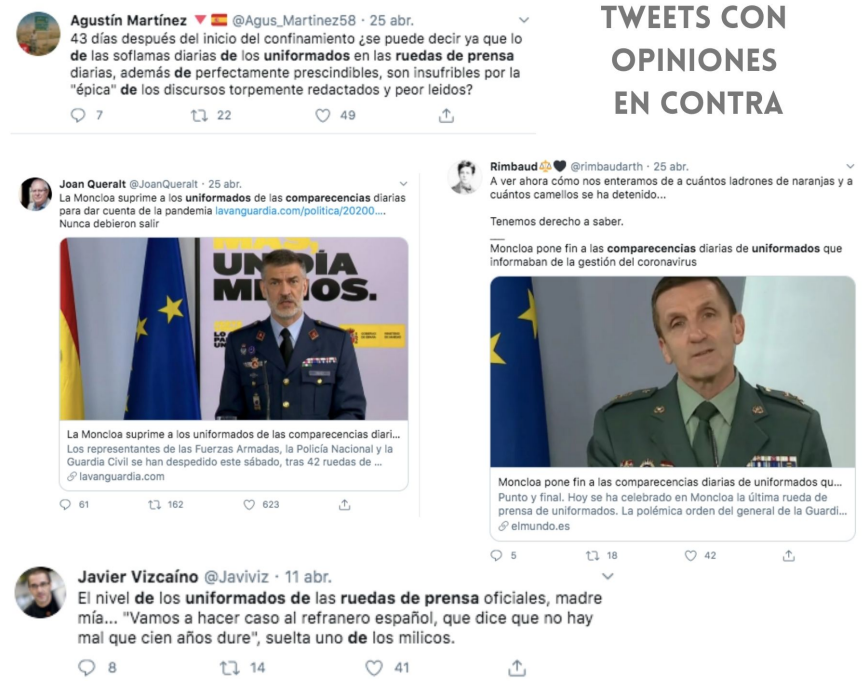 TWEETS CON
OPINIONES
EN CONTRA
Agustín Martínez @Agus_Martinez58 · 25 abr.
43 días después del inicio del confinamiento ¿se puede decir ya que lo
de las soflamas diarias de los uniformados en las ruedas de prensa
diarias, además de perfectamente prescindibles, son insufribles por la
"épica" de los discursos torpemente redactados y peor leidos?
7 22 49
Joan Queralt @JoanQueralt · 25 abr.
La Moncloa suprime a los uniformados de las comparecencias diarias
para dar cuenta de la pandemia lavanguardia.com/politica/20200....
Nunca debieron salir
MÁS,
UN DÍA
MENOS.
La Moncloa suprime a los uniformados de las comparecencias diari...
Los representantes de las Fuerzas Armadas, la Policía Nacional y la
Guardia Civil se han despedido este sábado, tras 42 ruedas de ...
lavanguardia.com
61 162 623
Rimbaud @rimbaudarth · 25 abr.
A ver ahora cómo nos enteramos de a cuántos ladrones de naranjas y a
cuántos camellos se ha detenido...
Tenemos derecho a saber.
Moncloa pone fin a las comparecencias diarias de uniformados que
informaban de la gestión del coronavirus
Moncloa pone fin a las comparecencias diarias de uniformados qu...
Punto y final. Hoy se ha celebrado en Moncloa la última rueda de
prensa de uniformados. La polémica orden del general de la Guardi...
elmundo.es
5 18 42
Javier Vizcaíno @Javiviz · 11 abr.
El nivel de los uniformados de las ruedas de prensa oficiales, madre
mía... "Vamos a hacer caso al refranero español, que dice que no hay
mal que cien años dure", suelta uno de los milicos.
8 14 41